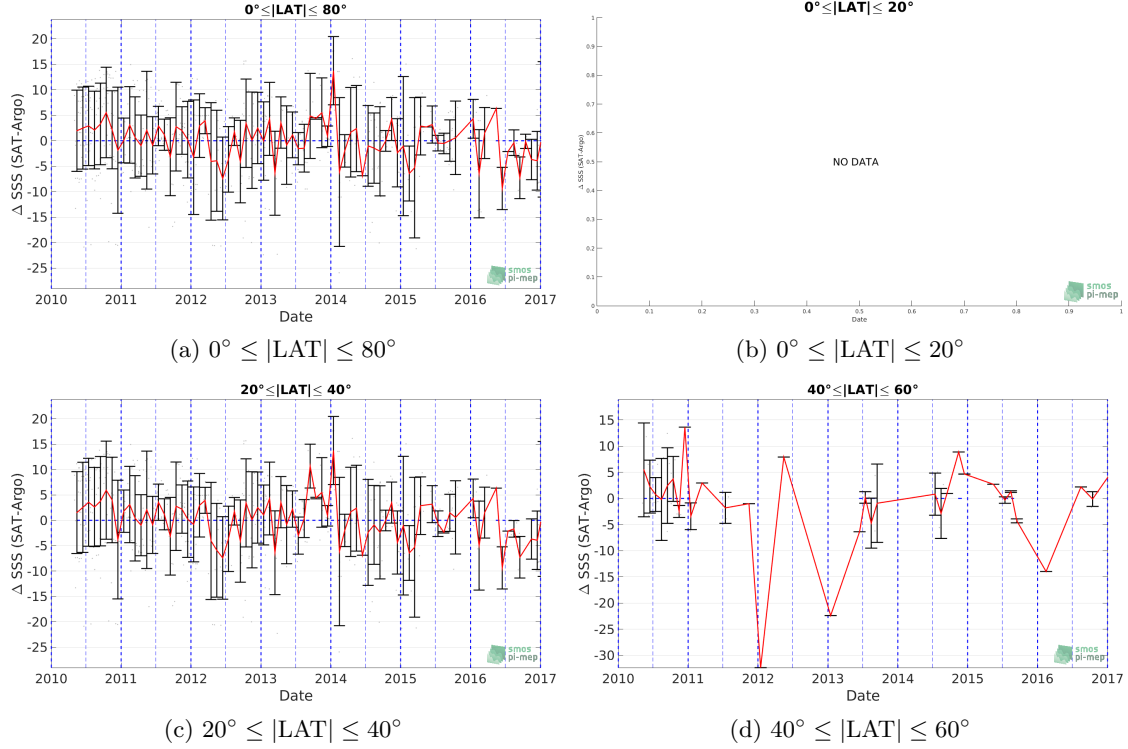 0°≤|LAT|≤ 80°
Δ SSS (SAT-Argo)
20
15
10
5
0
-5
-10
-15
-20
-25
2010 2011 2012 2013 2014 2015 2016 2017
Date
smos
pi-mep
(a) 0° ≤ |LAT| ≤ 80°
0°≤|LAT|≤ 20°
Δ SSS (SAT-Argo)
1
0.9
0.8
0.7
0.6
0.5
0.4
0.3
0.2
0.1
0
NO DATA
0 0.1 0.2 0.3 0.4 0.5 0.6 0.7 0.8 0.9 1
Date
smos
pi-mep
(b) 0° ≤ |LAT| ≤ 20°
20°≤|LAT|≤ 40°
Δ SSS (SAT-Argo)
20
15
10
5
0
-5
-10
-15
-20
-25
2010 2011 2012 2013 2014 2015 2016 2017
Date
smos
pi-mep
(c) 20° ≤ |LAT| ≤ 40°
40°≤|LAT|≤ 60°
Δ SSS (SAT-Argo)
15
10
5
0
-5
-10
-15
-20
-25
-30
2010 2011 2012 2013 2014 2015 2016 2017
Date
smos
pi-mep
(d) 40° ≤ |LAT| ≤ 60°